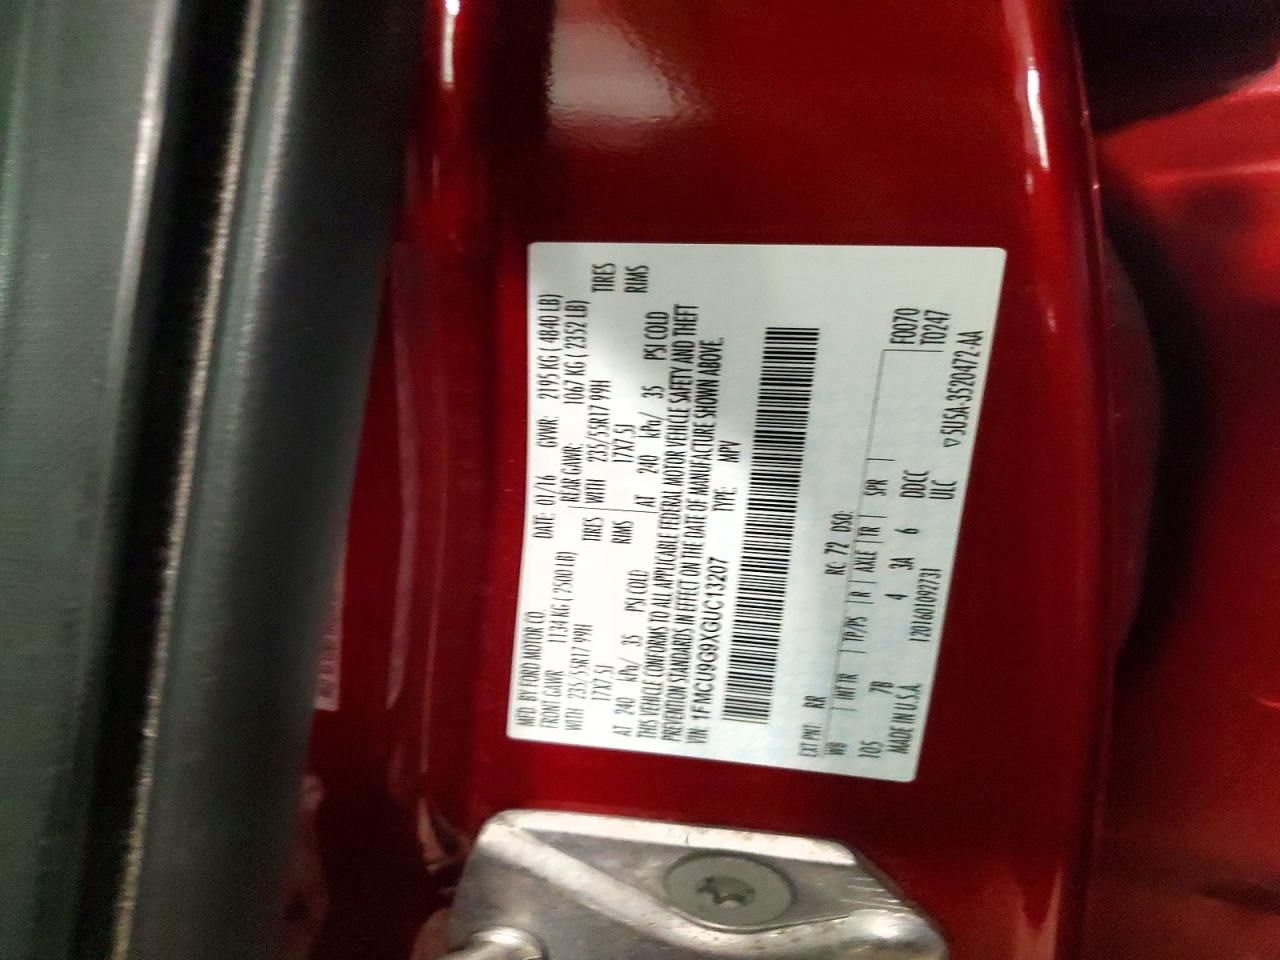 MFD. BY FORD MOTOR CO.
DATE: 01/16 GVWR: 2195 KG ( 4840 LB)
FRONT GAWR: 1134 KG ( 2500 LB)
REAR GAWR: 1067 KG ( 2352 LB)
WITH 235/55R17 99H TIRES
WITH 235/55R17 99H TIRES
17X7.5J RIMS
17X7.5J RIMS
AT 240 kPa/ 35 PSI COLD
AT 240 kPa/ 35 PSI COLD
THIS VEHICLE CONFORMS TO ALL APPLICABLE FEDERAL MOTOR VEHICLE SAFETY AND THEFT
PREVENTION STANDARDS IN EFFECT ON THE DATE OF MANUFACTURE SHOWN ABOVE.
VIN: 1FMCU9G9XGUC13207 TYPE: MPV
EXT PNT: RR RC: 72 DSO: F0070
WB INT TR TP/PS R AXLE TR SPR T0247
105 7B 4 3A 6 DDCC
MADE IN U.S.A. 120160109273I ULC
▽5U5A-3520472-AA